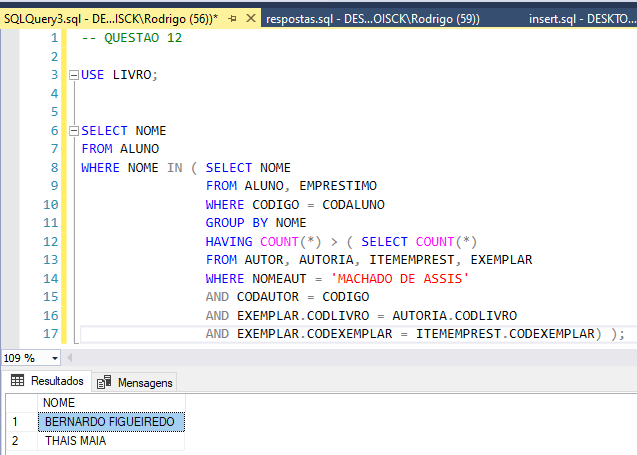 SQLQuery3.sql - DE...ISCK\Rodrigo (56))* respostas.sql - DES...OISCK\Rodrigo (59)) insert.sql - DESKTO...
1 -- QUESTAO 12
2
3 USE LIVRO;
4
5
6 SELECT NOME
7 FROM ALUNO
8 WHERE NOME IN ( SELECT NOME
9 FROM ALUNO, EMPRESTIMO
10 WHERE CODIGO = CODALUNO
11 GROUP BY NOME
12 HAVING COUNT(*) > ( SELECT COUNT(*)
13 FROM AUTOR, AUTORIA, ITEMEMPREST, EXEMPLAR
14 WHERE NOMEAUT = 'MACHADO DE ASSIS'
15 AND CODAUTOR = CODIGO
16 AND EXEMPLAR.CODLIVRO = AUTORIA.CODLIVRO
17 AND EXEMPLAR.CODEXEMPLAR = ITEMEMPREST.CODEXEMPLAR) );
109 %
Resultados Mensagens
NOME
1 BERNARDO FIGUEIREDO
2 THAIS MAIA